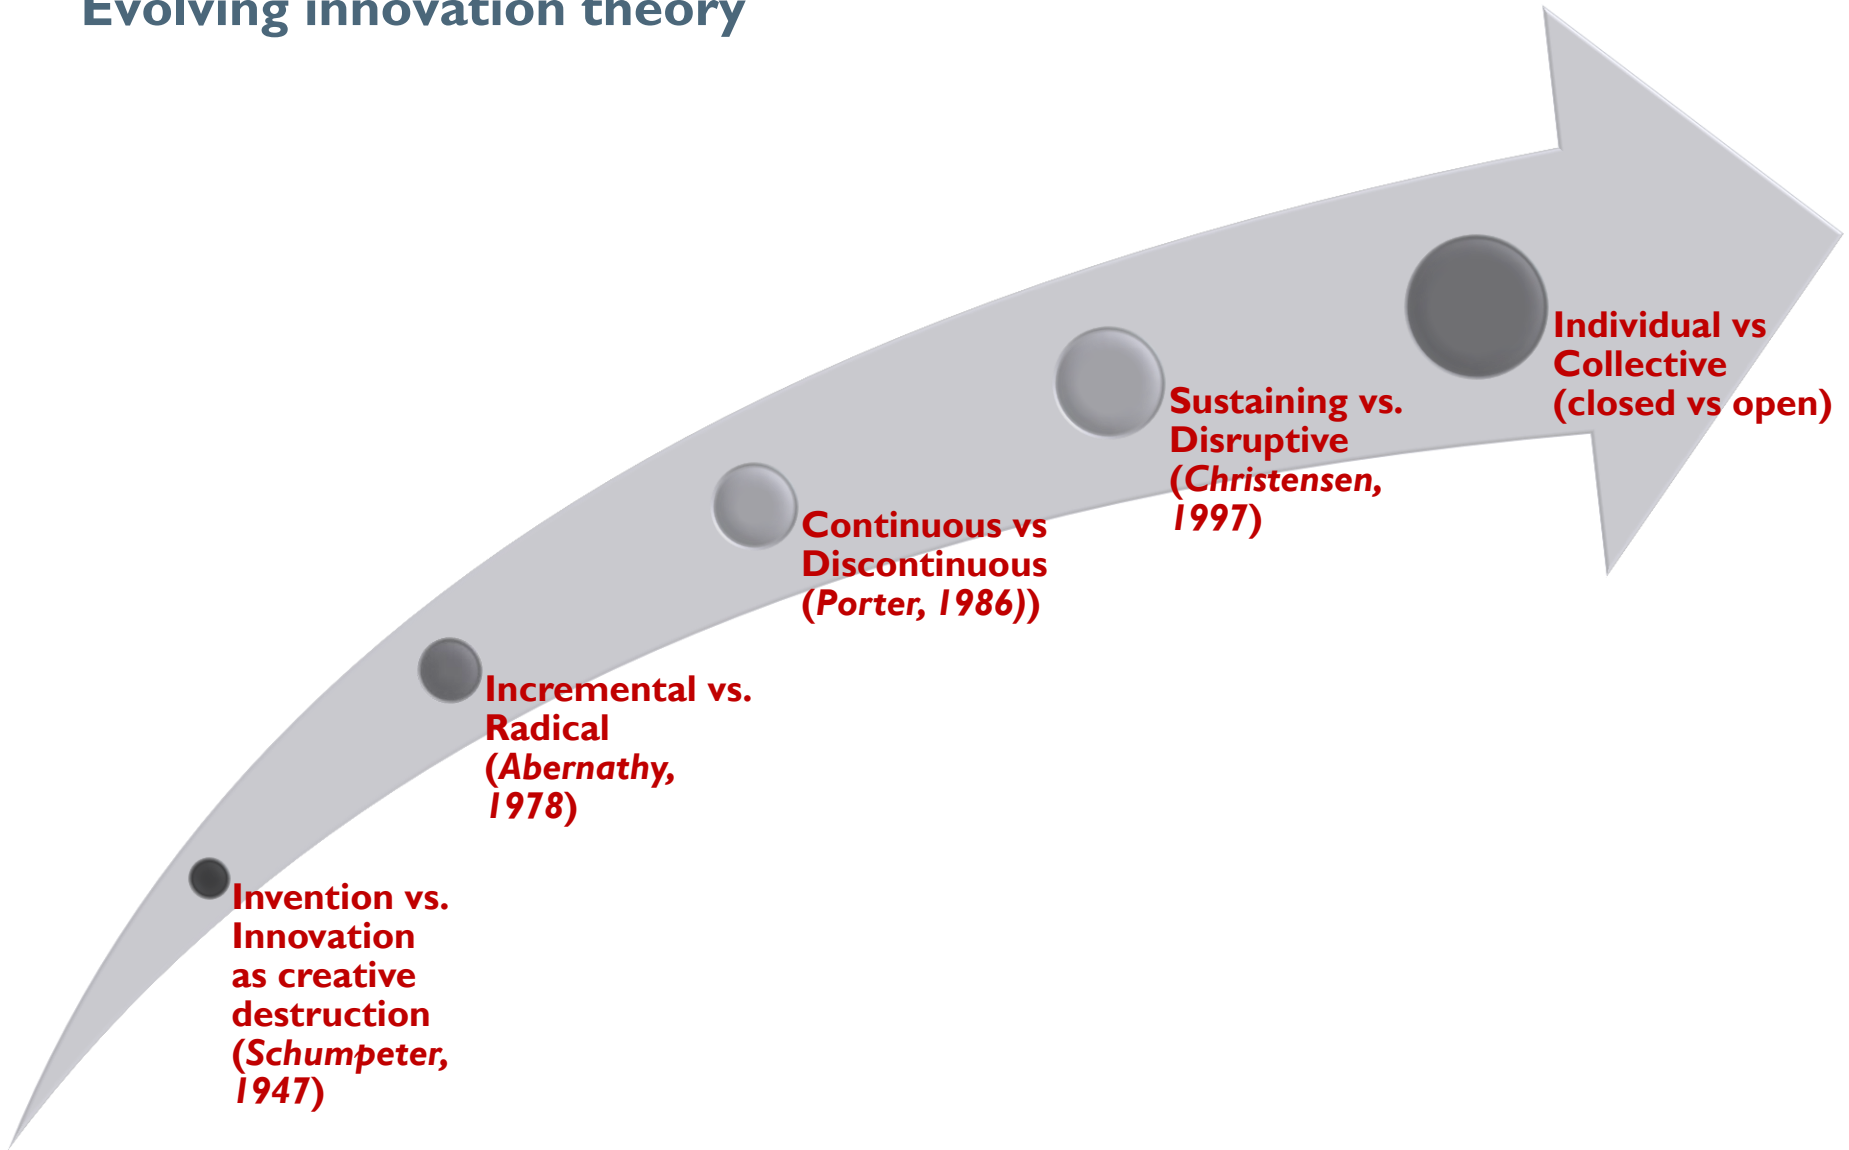 Evolving innovation theory
Individual vs
Collective
(closed vs open)
Sustaining vs.
Disruptive
(Christensen,
1997)
Continuous vs
Discontinuous
(Porter, 1986))
Incremental vs.
Radical
(Abernathy,
1978)
Invention vs.
Innovation
as creative
destruction
(Schumpeter,
1947)